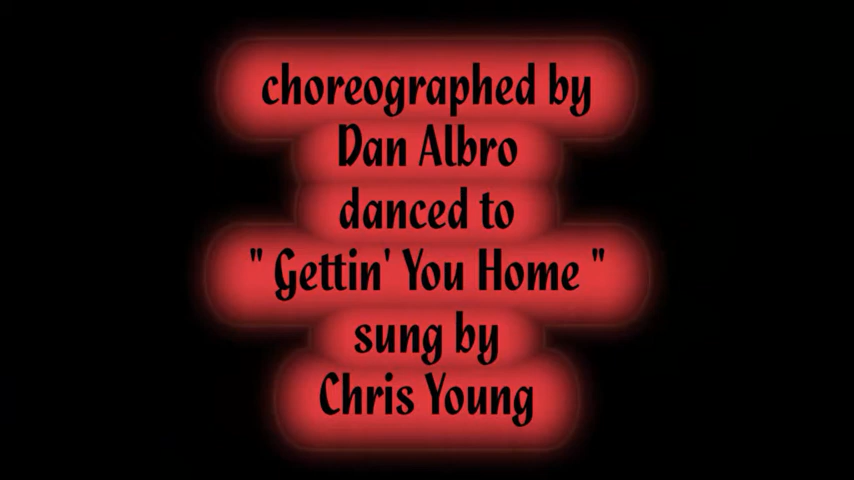 choreographed by
Dan Albro
danced to
" Gettin' You Home "
sung by
Chris Young